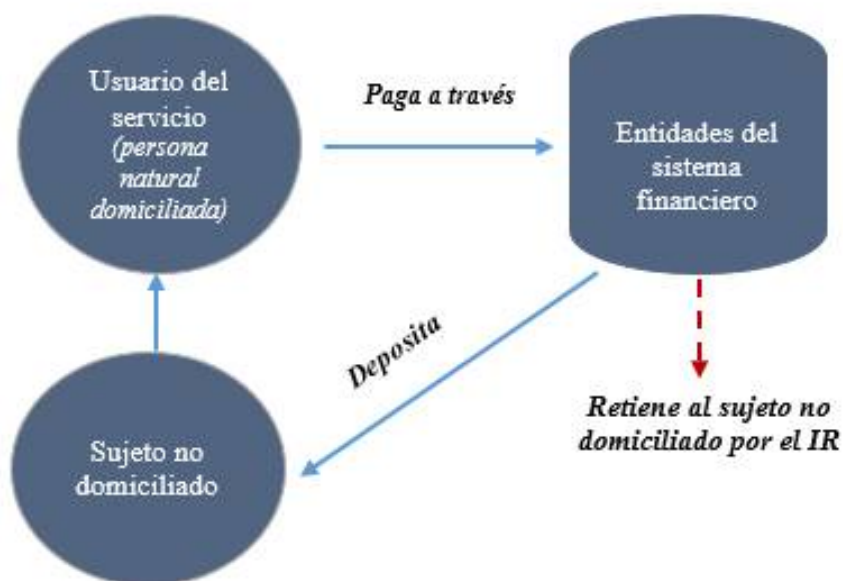 Usuario del
servicio
(persona
natural
domiciliada)
Paga a través
Entidades del
sistema
financiero
Deposita
Retiene al sujeto no
domiciliado por el IR
Sujeto no
domiciliado